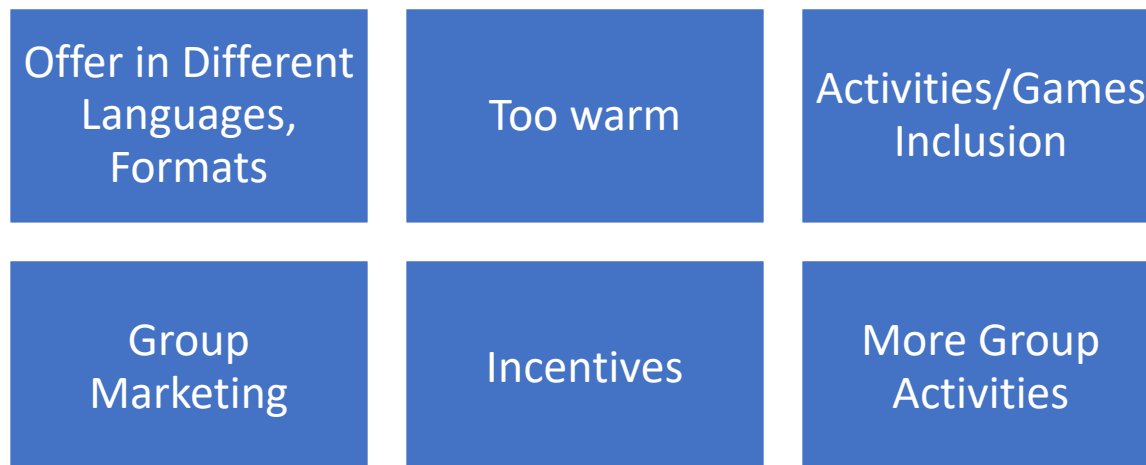 Offer in Different
Languages,
Formats
Too warm
Activities/Games
Inclusion
Group
Marketing
Incentives
More Group
Activities